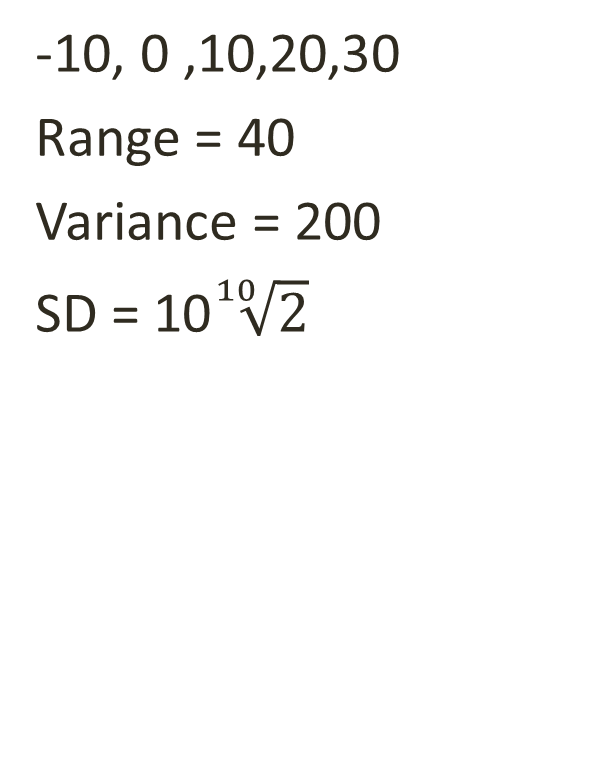 -10, 0 ,10,20,30
Range = 40
Variance = 200
SD = 10 ¹⁰√2